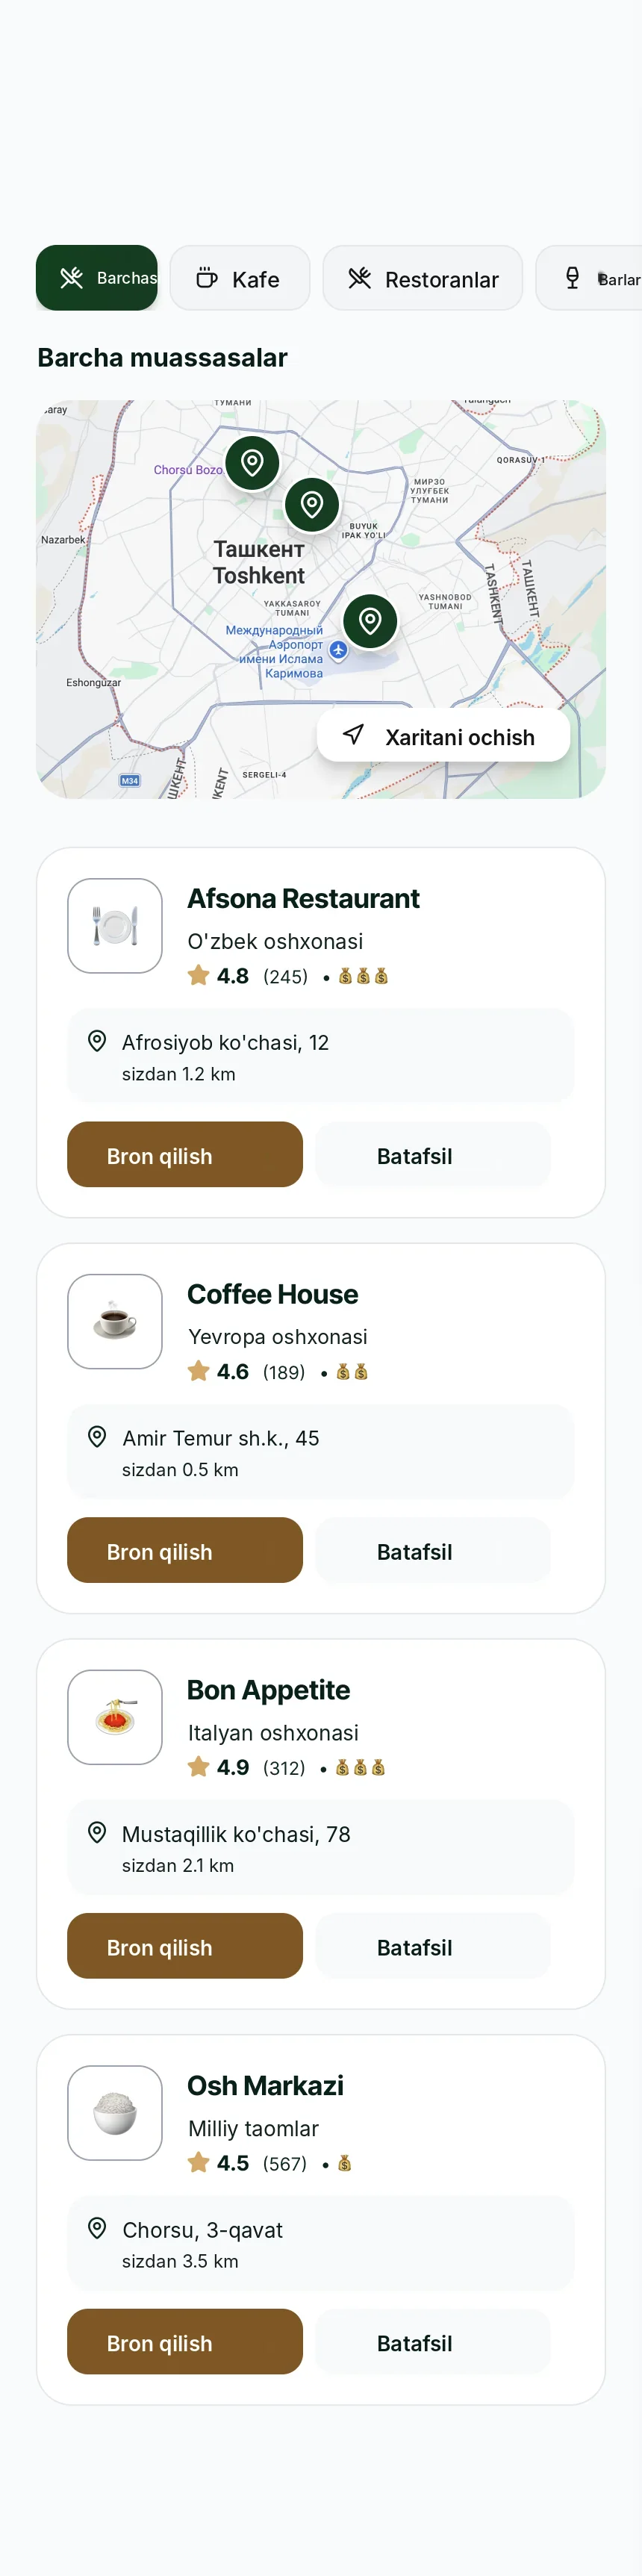 Barchas
Kafe
Restoranlar
Barlar
Barcha muassasalar
ТУМАНИ
Chorsu Bozo
QORASUV-1
МИРЗО
УЛУҒБЕК
ТУМАНИ
BUYUK
IPAK YO'LI
Nazarbek
Ташкент
Toshkent
TASHKENT
ТАШКЕНТ
YAKKASAROY
TUMANI
YASHNOBOD
TUMANI
Международный
Аэропорт
имени Ислама
Каримова
Eshonguzar
Xaritani ochish
M34
SERGELI-4
Afsona Restaurant
O'zbek oshxonasi
4.8 (245) •
Afrosiyob ko'chasi, 12
sizdan 1.2 km
Bron qilish
Batafsil
Coffee House
Yevropa oshxonasi
4.6 (189) •
Amir Temur sh.k., 45
sizdan 0.5 km
Bron qilish
Batafsil
Bon Appetite
Italyan oshxonasi
4.9 (312) •
Mustaqillik ko'chasi, 78
sizdan 2.1 km
Bron qilish
Batafsil
Osh Markazi
Milliy taomlar
4.5 (567) •
Chorsu, 3-qavat
sizdan 3.5 km
Bron qilish
Batafsil